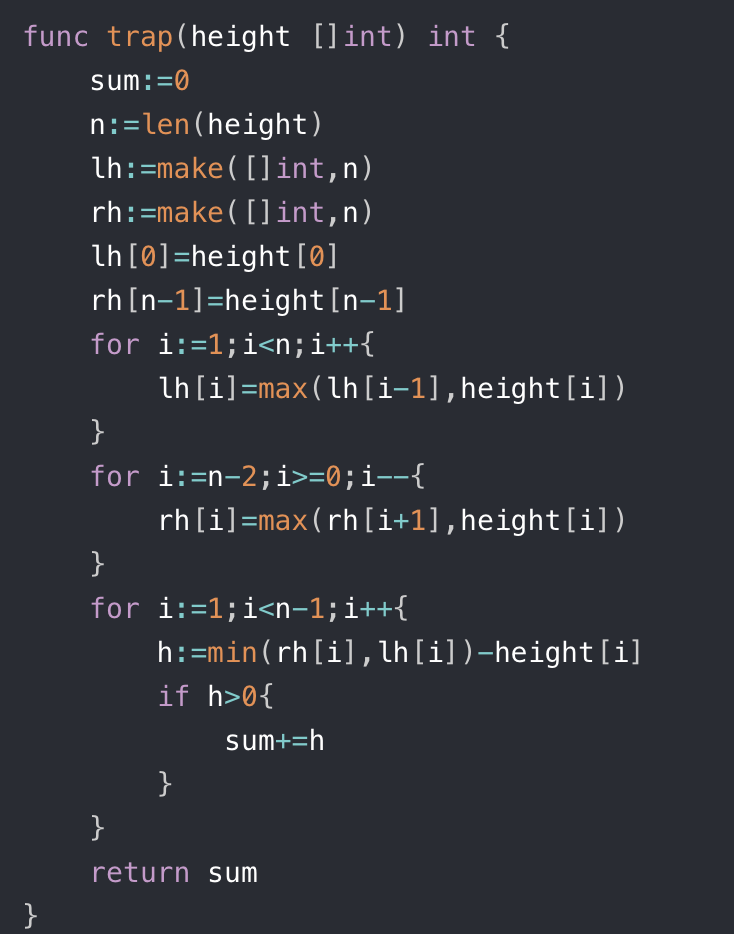 func trap(height []int) int {
    sum:=0
    n:=len(height)
    lh:=make([]int,n)
    rh:=make([]int,n)
    lh[0]=height[0]
    rh[n-1]=height[n-1]
    for i:=1;i<n;i++{
        lh[i]=max(lh[i-1],height[i])
    }
    for i:=n-2;i>=0;i--{
        rh[i]=max(rh[i+1],height[i])
    }
    for i:=1;i<n-1;i++{
        h:=min(rh[i],lh[i])-height[i]
        if h>0{
            sum+=h
        }
    }
    return sum
}